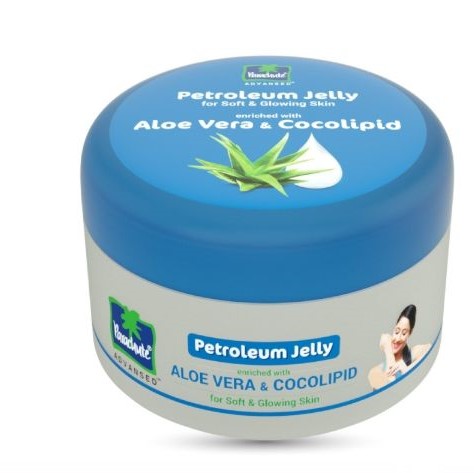 Parachute
ADVANSED
Petroleum Jelly
for Soft & Glowing Skin
enriched with
Aloe Vera & Cocolipid
Parachute
ADVANSED
Petroleum Jelly
enriched with
ALOE VERA & COCOLIPID
for Soft & Glowing Skin